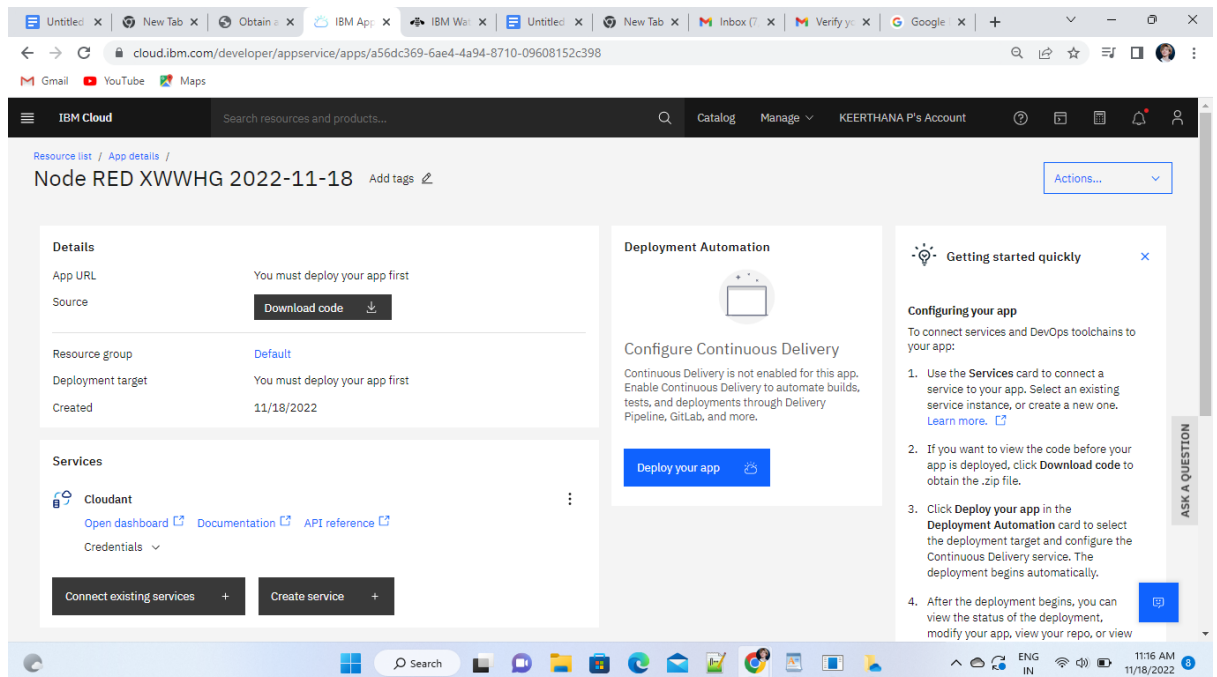 Untitled
New Tab
Obtain a
IBM App
IBM Wat
Untitled
New Tab
Inbox (7
Verify yo
Google
cloud.ibm.com/developer/appservice/apps/a56dc369-6ae4-4a94-8710-09608152c398
Gmail YouTube Maps
IBM Cloud Search resources and products... Catalog Manage KEERTHANA P's Account
Resource list / App details /
Node RED XWWHG 2022-11-18 Add tags
Actions...
Details
App URL You must deploy your app first
Source Download code
Resource group Default
Deployment target You must deploy your app first
Created 11/18/2022
Services
Cloudant
Open dashboard Documentation API reference
Credentials
Connect existing services + Create service +
Deployment Automation
Configure Continuous Delivery
Continuous Delivery is not enabled for this app.
Enable Continuous Delivery to automate builds,
tests, and deployments through Delivery
Pipeline, GitLab, and more.
Deploy your app
Getting started quickly
Configuring your app
To connect services and DevOps toolchains to
your app:
1. Use the Services card to connect a
service to your app. Select an existing
service instance, or create a new one.
Learn more.
2. If you want to view the code before your
app is deployed, click Download code to
obtain the .zip file.
3. Click Deploy your app in the
Deployment Automation card to select
the deployment target and configure the
Continuous Delivery service. The
deployment begins automatically.
4. After the deployment begins, you can
view the status of the deployment,
modify your app, view your repo, or view
ASK A QUESTION
Search
ENG
IN
11:16 AM
11/18/2022
8